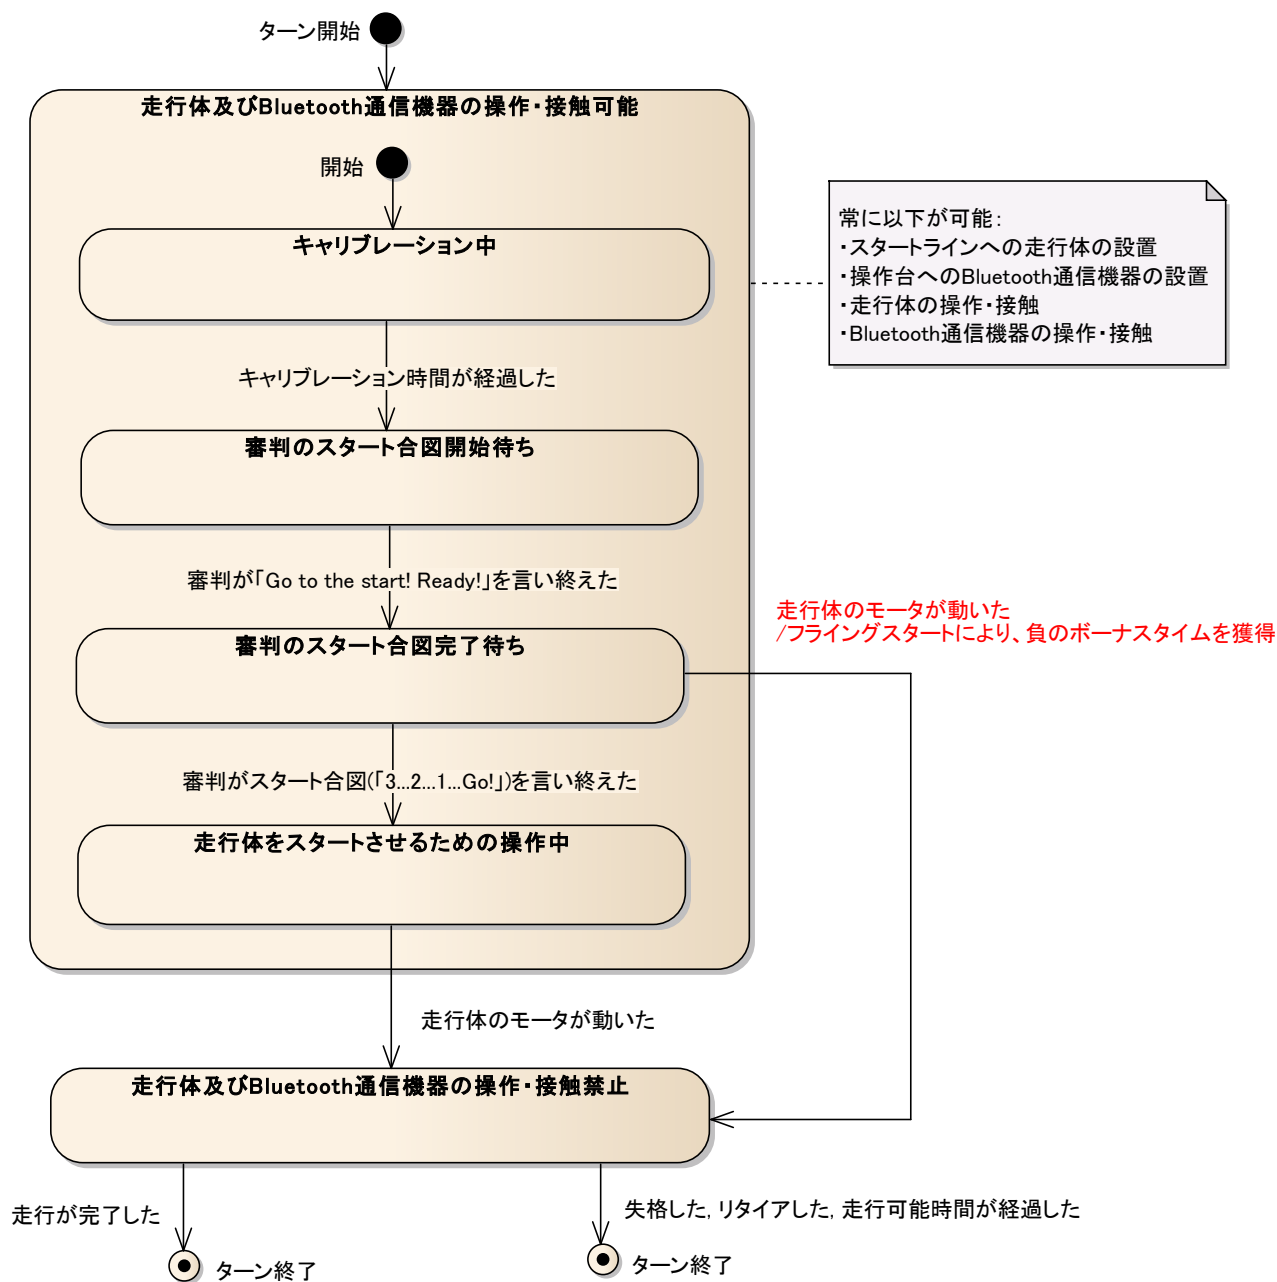 ターン開始
走行体及びBluetooth通信機器の操作・接触可能
開始
キャリブレーション中
常に以下が可能：
・スタートラインへの走行体の設置
・操作台へのBluetooth通信機器の設置
・走行体の操作・接触
・Bluetooth通信機器の操作・接触
キャリブレーション時間が経過した
審判のスタート合図開始待ち
審判が「Go to the start! Ready!」を言い終えた
走行体のモータが動いた
/フライングスタートにより、負のボーナスタイムを獲得
審判のスタート合図完了待ち
審判がスタート合図(「3...2...1...Go!」)を言い終えた
走行体をスタートさせるための操作中
走行体のモータが動いた
走行体及びBluetooth通信機器の操作・接触禁止
走行が完了した
失格した, リタイアした, 走行可能時間が経過した
ターン終了
ターン終了